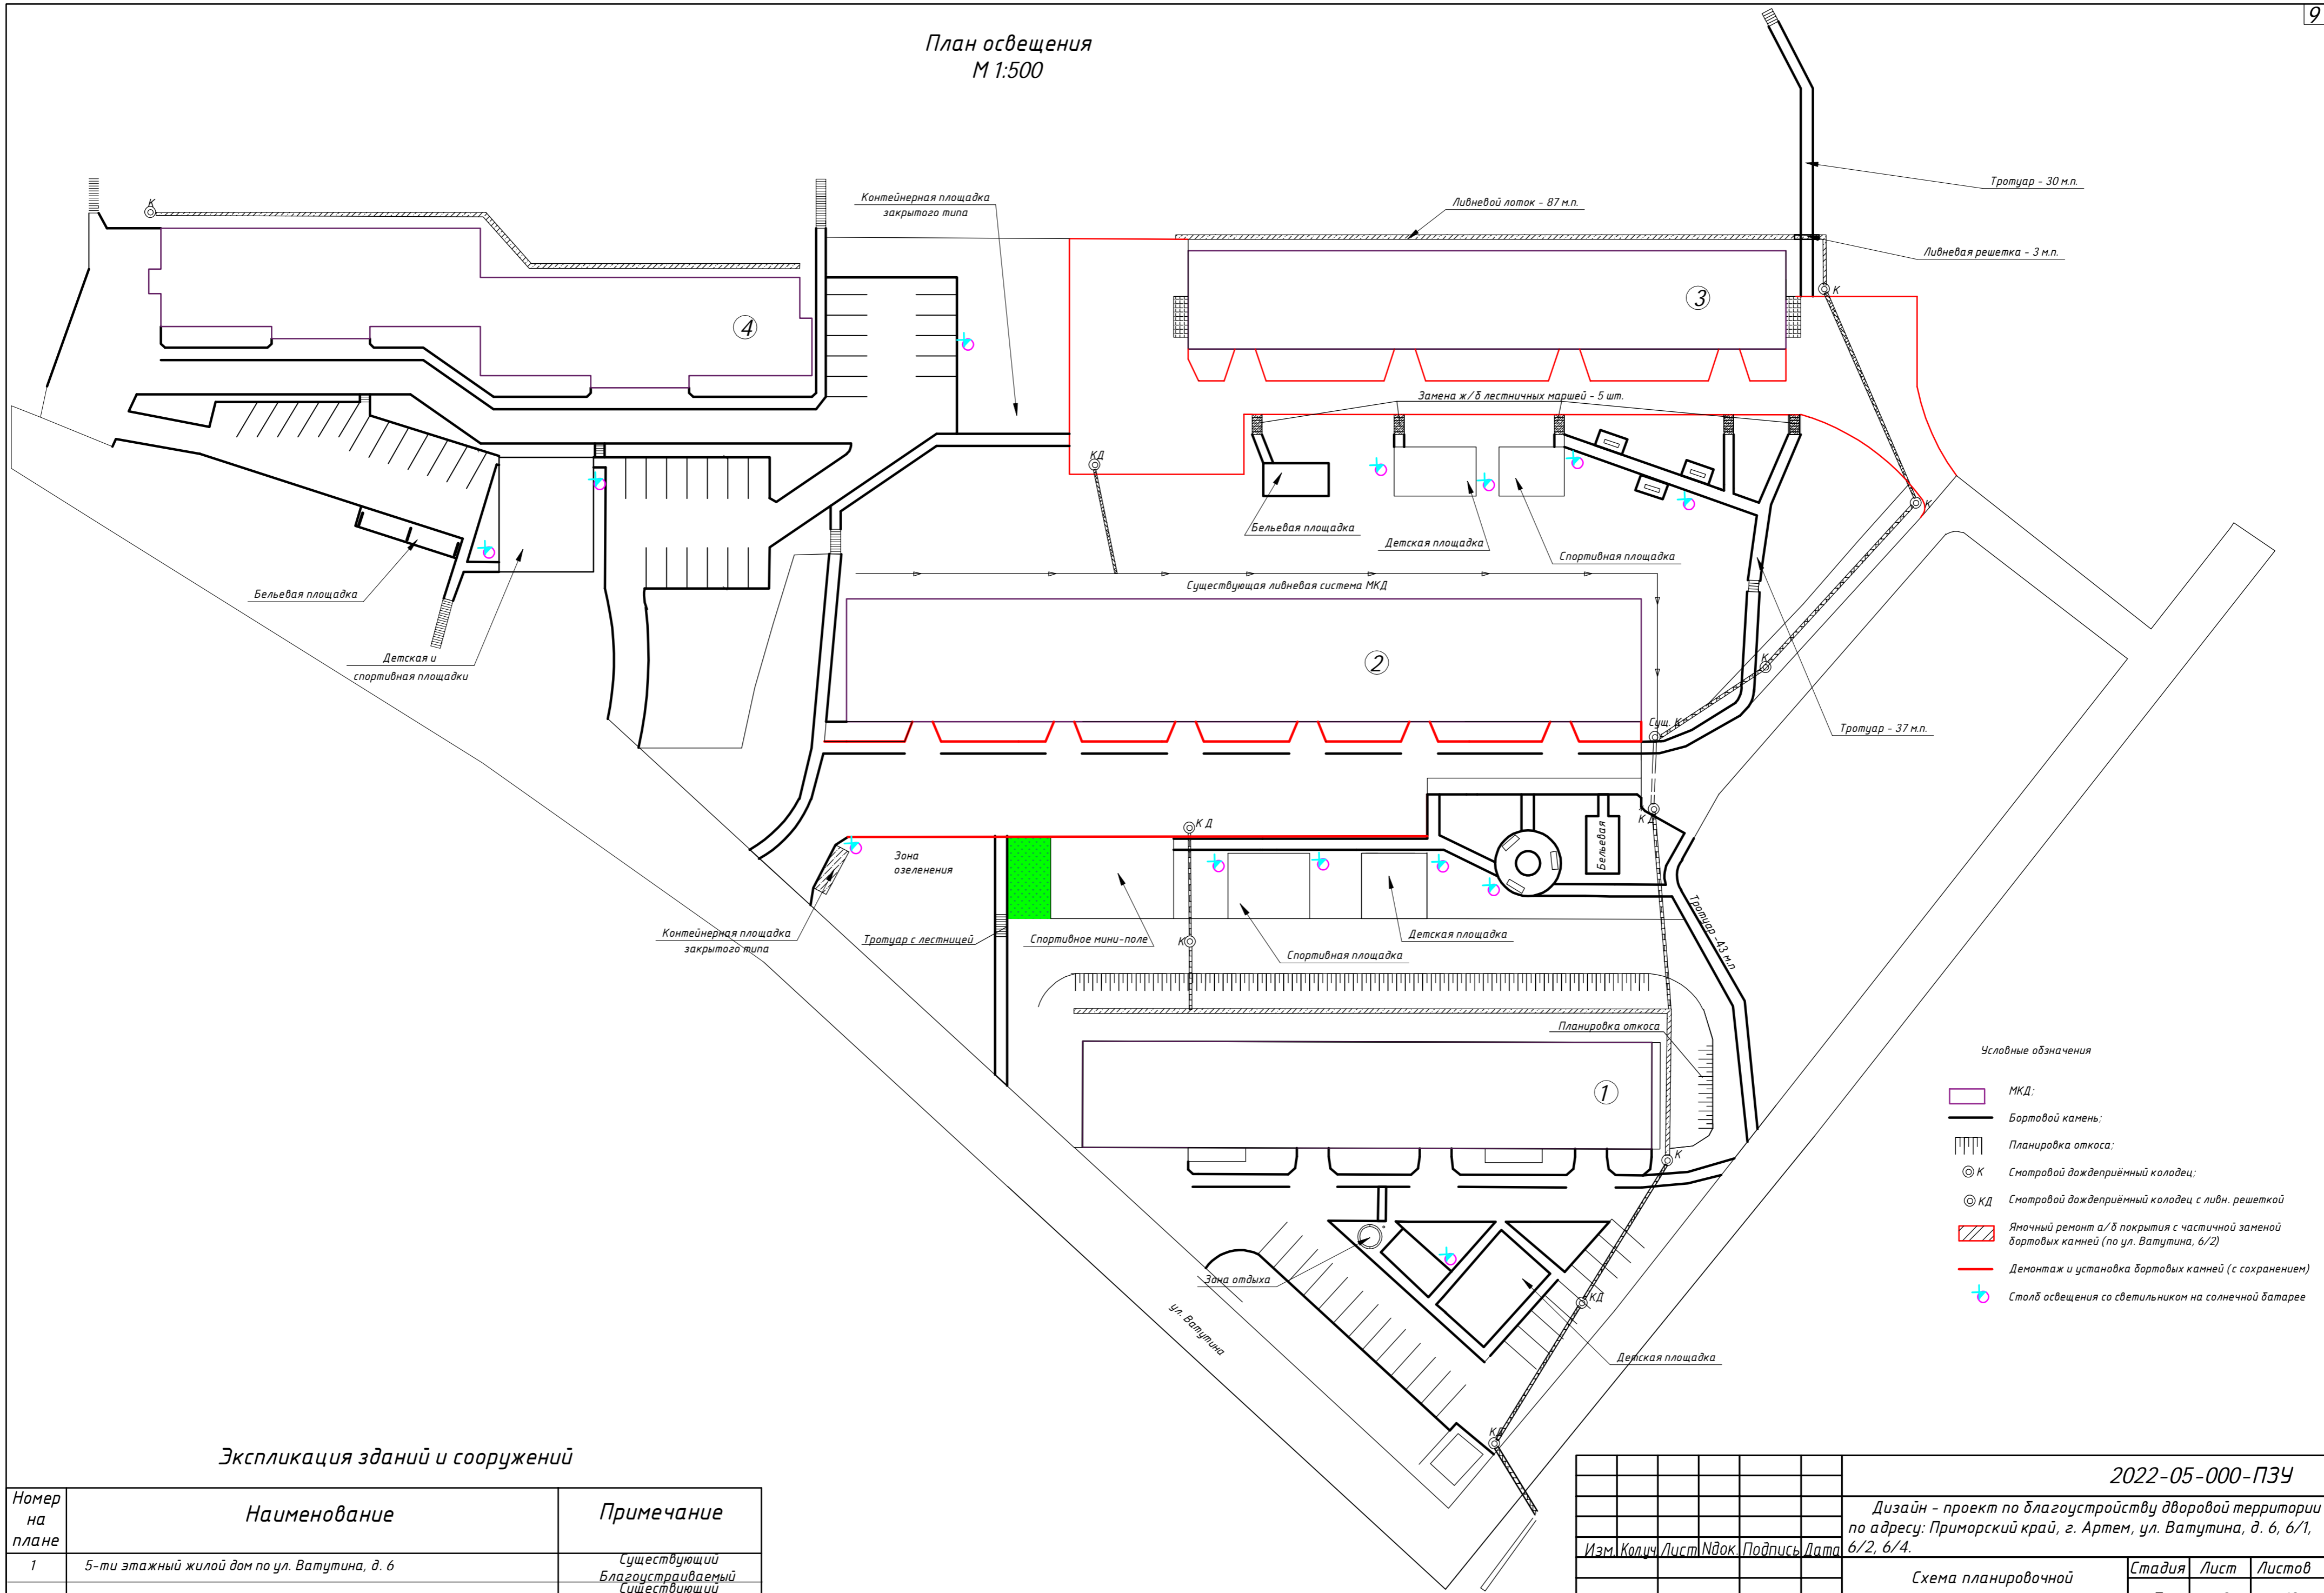 9
План освещения
М 1:500
К
Контейнерная площадка
закрытого типа
Ливневой лоток - 87 м.п.
Тротуар - 30 м.п.
Ливневая решетка - 3 м.п.
К
3
4
Замена ж/б лестничных маршей - 5 шт.
КД
К
Бельевая площадка
Детская площадка
Спортивная площадка
Существующая ливневая система МКД
Бельевая площадка
Детская и
спортивная площадки
2
К
Сущ. К
Тротуар - 37 м.п.
К Д
К Д
Бельевая
Зона
озеленения
Контейнерная площадка
закрытого типа
Тротуар с лестницей
Спортивное мини-поле
К
Спортивная площадка
Детская площадка
Тротуар -43 м.п
Планировка откоса
1
К
Зона отдыха
КД
ул. Ватутина
Детская площадка
КД
Условные обозначения
МКД;
Бортовой камень;
Планировка откоса;
К Смотровой дождеприёмный колодец;
КД Смотровой дождеприёмный колодец с ливн. решеткой
Ямочный ремонт а/б покрытия с частичной заменой
бортовых камней (по ул. Ватутина, 6/2)
Демонтаж и установка бортовых камней (с сохранением)
Столб освещения со светильником на солнечной батарее
Экспликация зданий и сооружений
Номер
на
плане
Наименование
Примечание
1 5-ти этажный жилой дом по ул. Ватутина, д. 6
Существующий
Благоустраиваемый
Существующий
2022-05-000-ПЗУ
Дизайн - проект по благоустройству дворовой территории
по адресу: Приморский край, г. Артем, ул. Ватутина, д. 6, 6/1,
6/2, 6/4.
Изм. Кол.уч Лист Nдок. Подпись Дата
Схема планировочной
Стадия Лист Листов